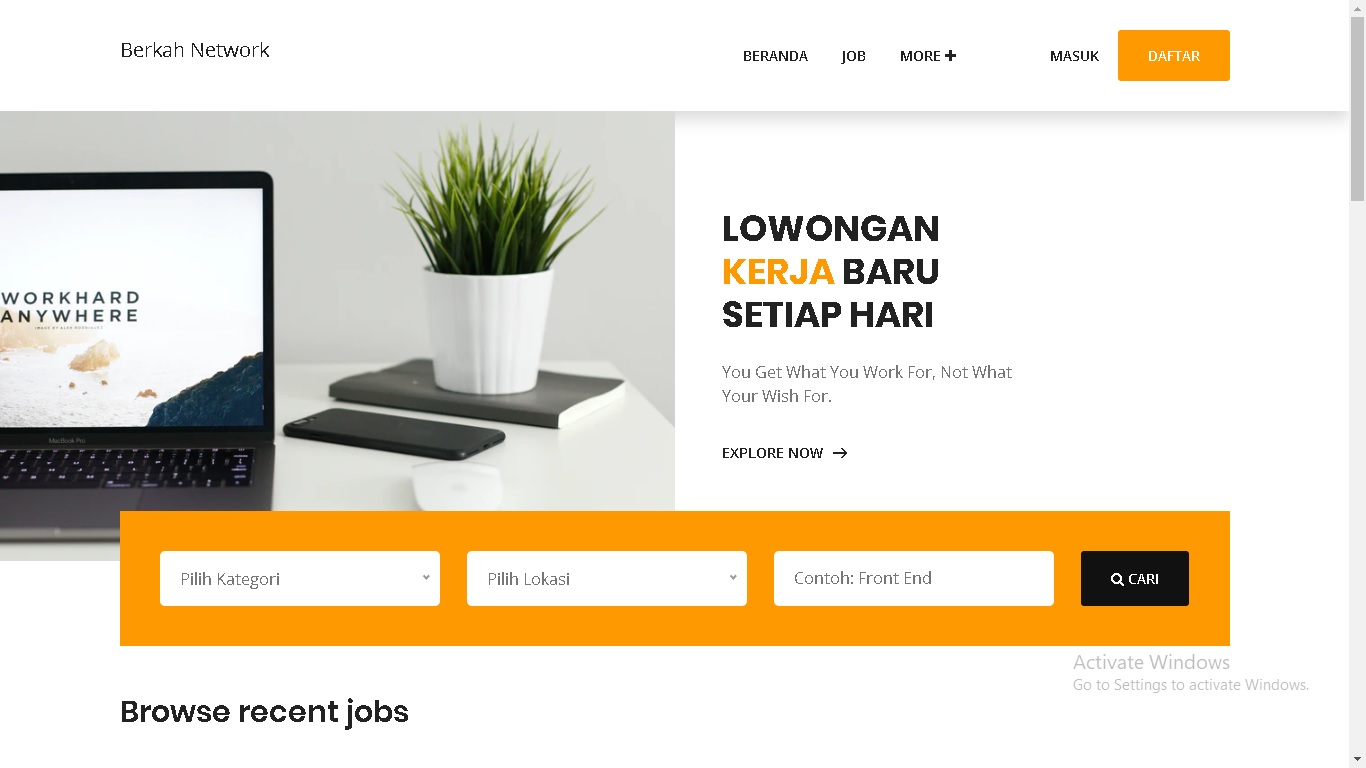 Berkah Network
BERANDA
JOB
MORE
MASUK
DAFTAR
WORKHARD
ANYWHERE
MacBook Pro
LOWONGAN
KERJA BARU
SETIAP HARI
You Get What You Work For, Not What
Your Wish For.
EXPLORE NOW
Pilih Kategori
Pilih Lokasi
Contoh: Front End
CARI
Activate Windows
Go to Settings to activate Windows.
Browse recent jobs